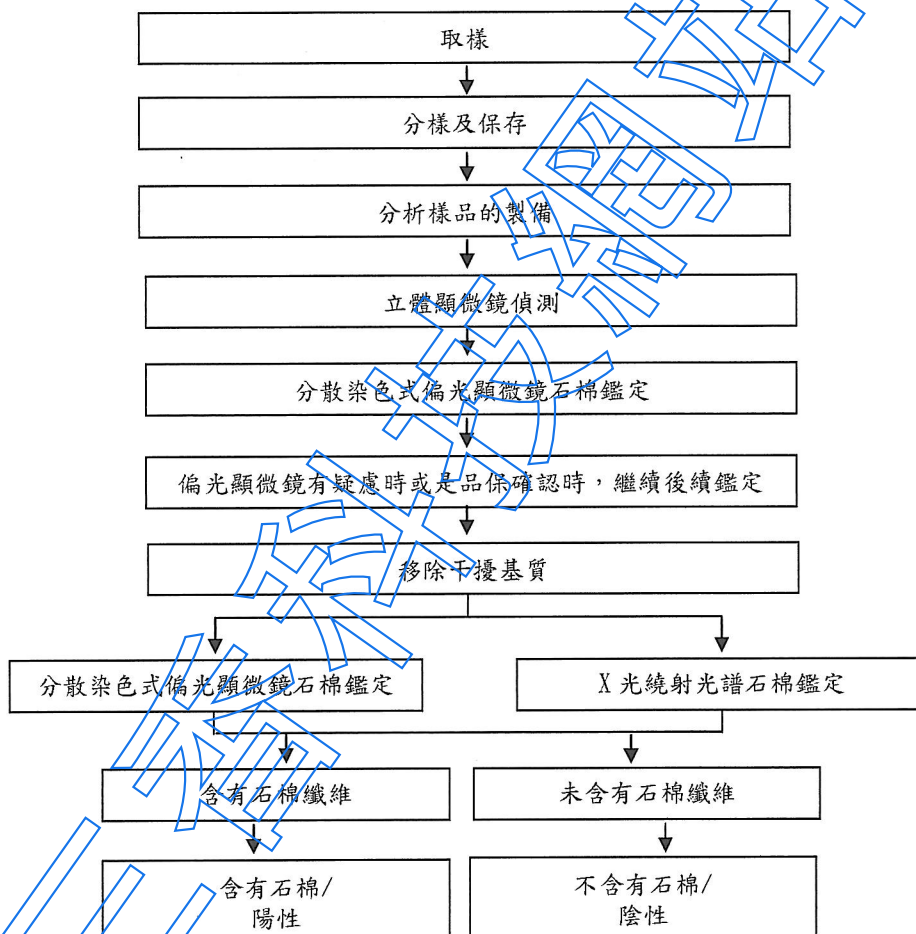 取樣
分樣及保存
分析樣品的製備
立體顯微鏡偵測
分散染色式偏光顯微鏡石棉鑑定
偏光顯微鏡有疑慮時或是品保確認時，繼續後續鑑定
移除干擾基質
分散染色式偏光顯微鏡石棉鑑定
X 光繞射光譜石棉鑑定
含有石棉纖維
未含有石棉纖維
含有石棉/
陽性
不含有石棉/
陰性